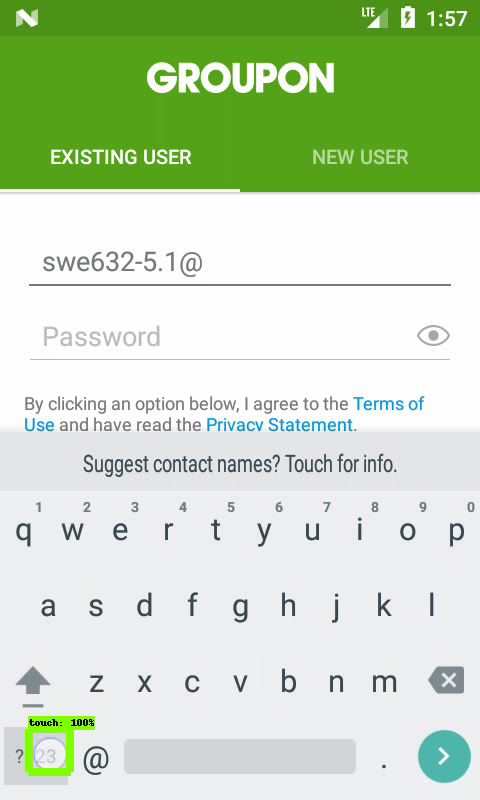 LTE 1:57
GROUPON
EXISTING USER NEW USER
swe632-5.1@
Password
By clicking an option below, I agree to the Terms of
Use and have read the Privacy Statement.
Suggest contact names? Touch for info.
1 2 3 4 5 6 7 8 9 0
q w e r t y u i o p
a s d f g h j k l
z x c v b n m
touch: 100%
?23 @ .